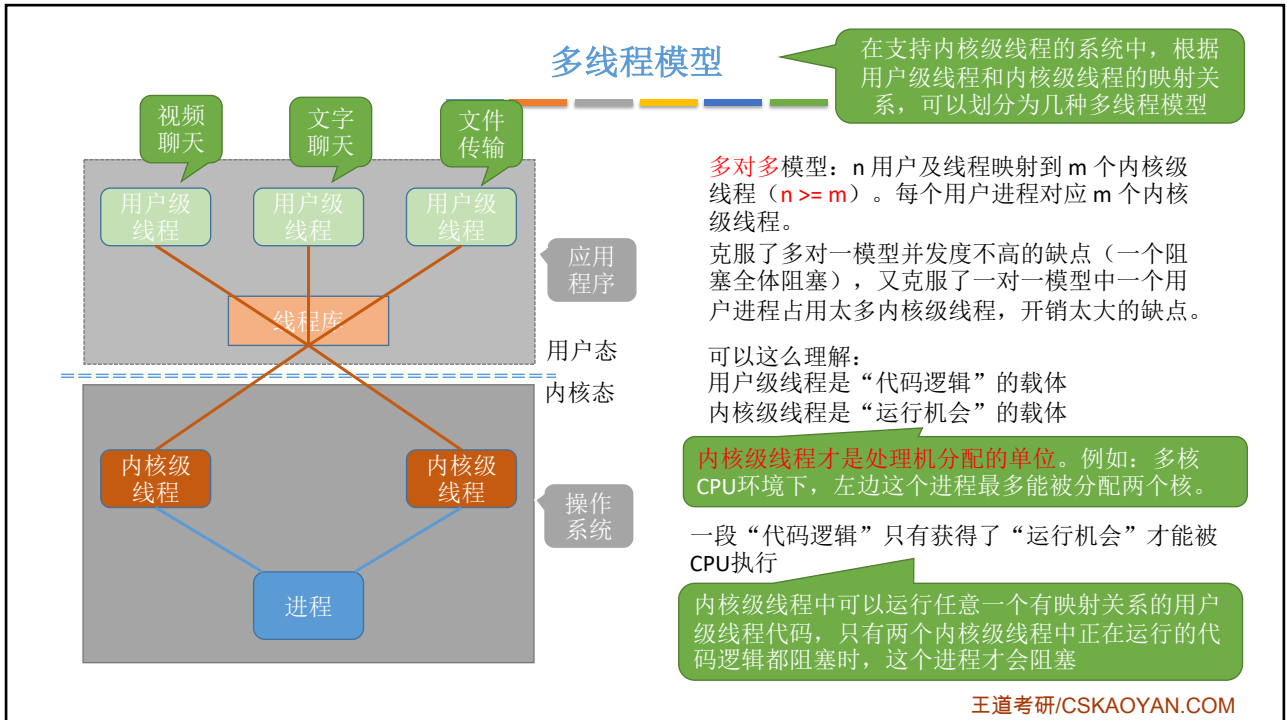 多线程模型
在支持内核级线程的系统中，根据
用户级线程和内核级线程的映射关
系，可以划分为几种多线程模型
视频
聊天
文字
聊天
文件
传输
用户级
线程
用户级
线程
用户级
线程
应用
程序
线程库
用户态
内核态
内核级
线程
内核级
线程
操作
系统
进程
多对多模型：n 用户及线程映射到 m 个内核级
线程（n >= m）。每个用户进程对应 m 个内核
级线程。
克服了多对一模型并发度不高的缺点（一个阻
塞全体阻塞），又克服了一对一模型中一个用
户进程占用太多内核级线程，开销太大的缺点。
可以这么理解：
用户级线程是“代码逻辑”的载体
内核级线程是“运行机会”的载体
内核级线程才是处理机分配的单位。例如：多核
CPU环境下，左边这个进程最多能被分配两个核。
一段“代码逻辑”只有获得了“运行机会”才能被
CPU执行
内核级线程中可以运行任意一个有映射关系的用户
级线程代码，只有两个内核级线程中正在运行的代
码逻辑都阻塞时，这个进程才会阻塞
王道考研/CSKAOYAN.COM